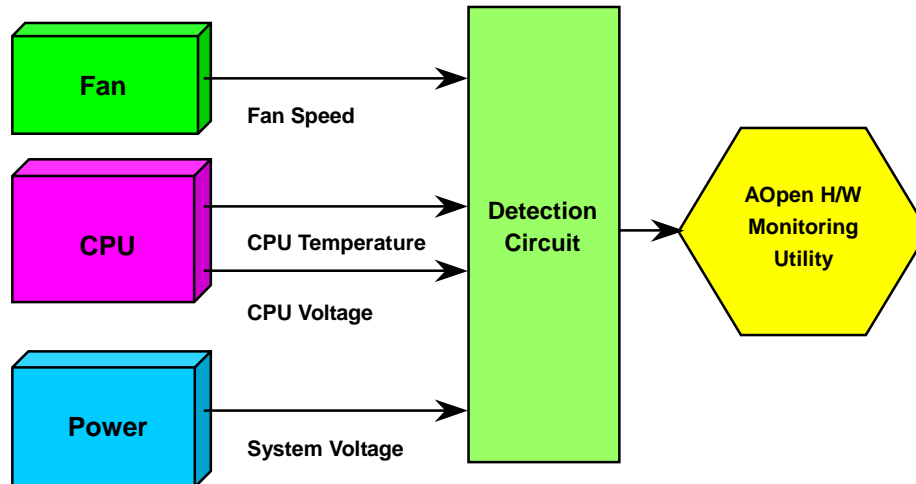 Fan
Fan Speed
CPU
CPU Temperature
CPU Voltage
Power
System Voltage
Detection
Circuit
AOpen H/W
Monitoring
Utility